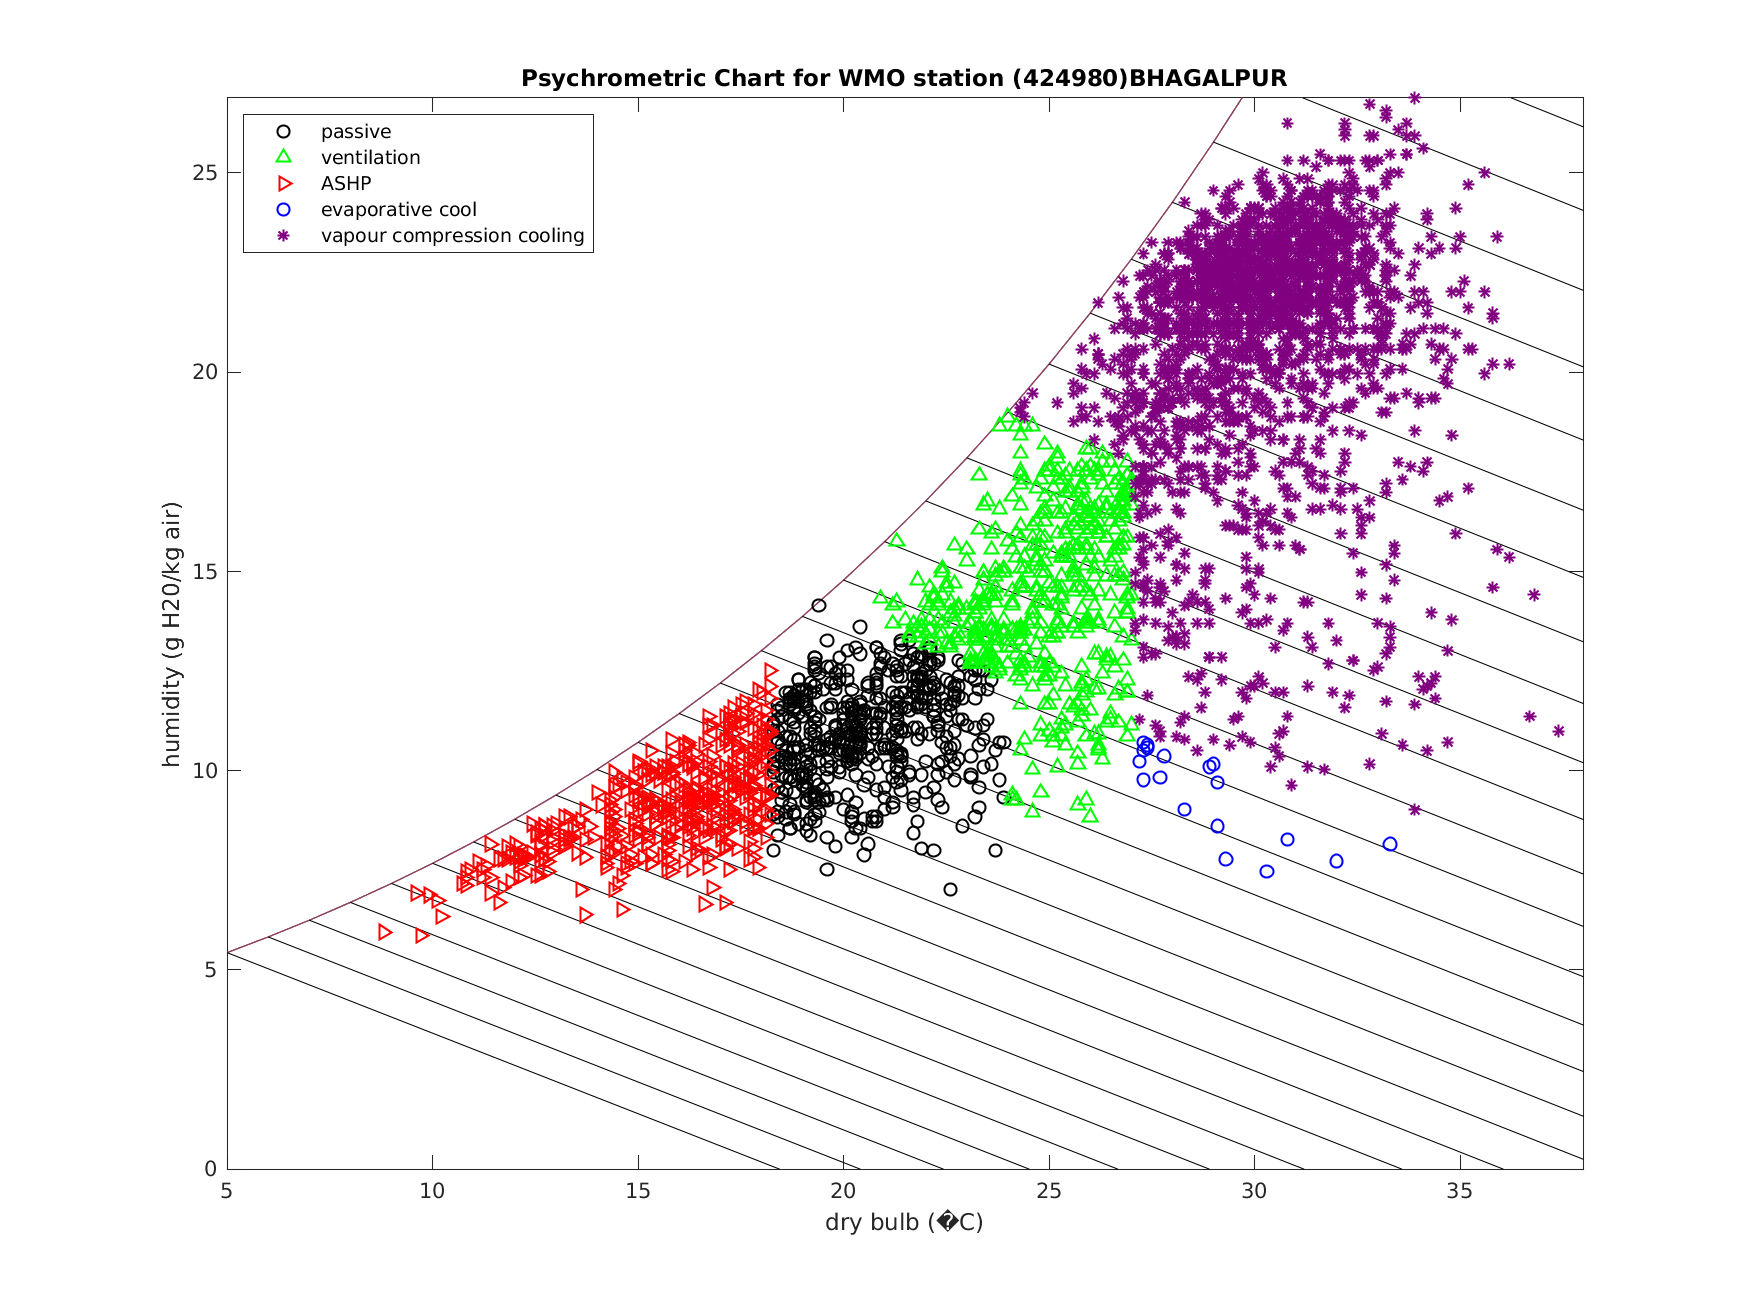 Psychrometric Chart for WMO station (424980)BHAGALPUR
passive
ventilation
ASHP
evaporative cool
vapour compression cooling
humidity (g H20/kg air)
25
20
15
10
5
0
5 10 15 20 25 30 35
dry bulb (�C)